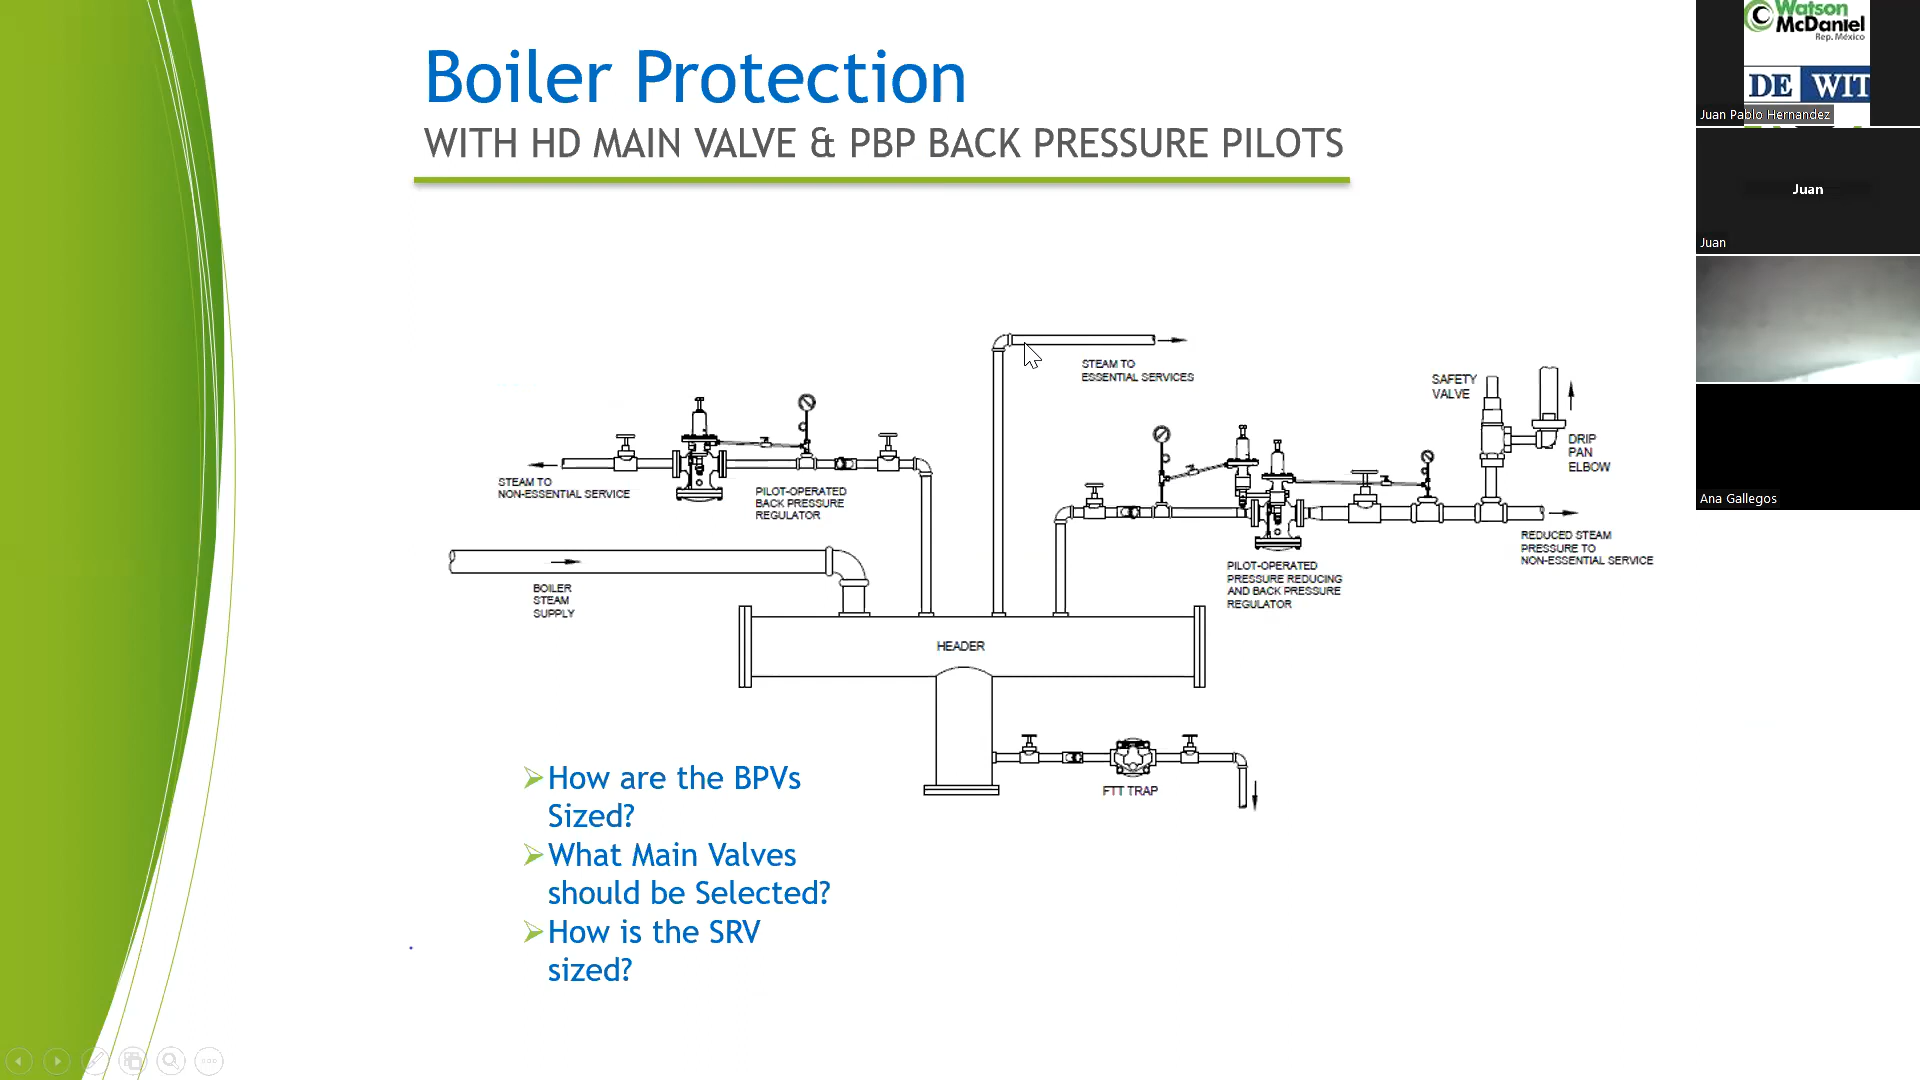 Boiler Protection
WITH HD MAIN VALVE & PBP BACK PRESSURE PILOTS
STEAM TO
ESSENTIAL SERVICES
SAFETY
VALVE
DRIP
PAN
ELBOW
STEAM TO
NON-ESSENTIAL SERVICE
PILOT-OPERATED
BACK PRESSURE
REGULATOR
REDUCED STEAM
PRESSURE TO
NON-ESSENTIAL SERVICE
PILOT-OPERATED
PRESSURE REDUCING
AND BACK PRESSURE
REGULATOR
BOILER
STEAM
SUPPLY
HEADER
FTT TRAP
How are the BPVs
Sized?
What Main Valves
should be Selected?
How is the SRV
sized?
Watson
McDaniel
Rep. México
DE WIT
Juan Pablo Hernandez
Juan
Juan
Ana Gallegos